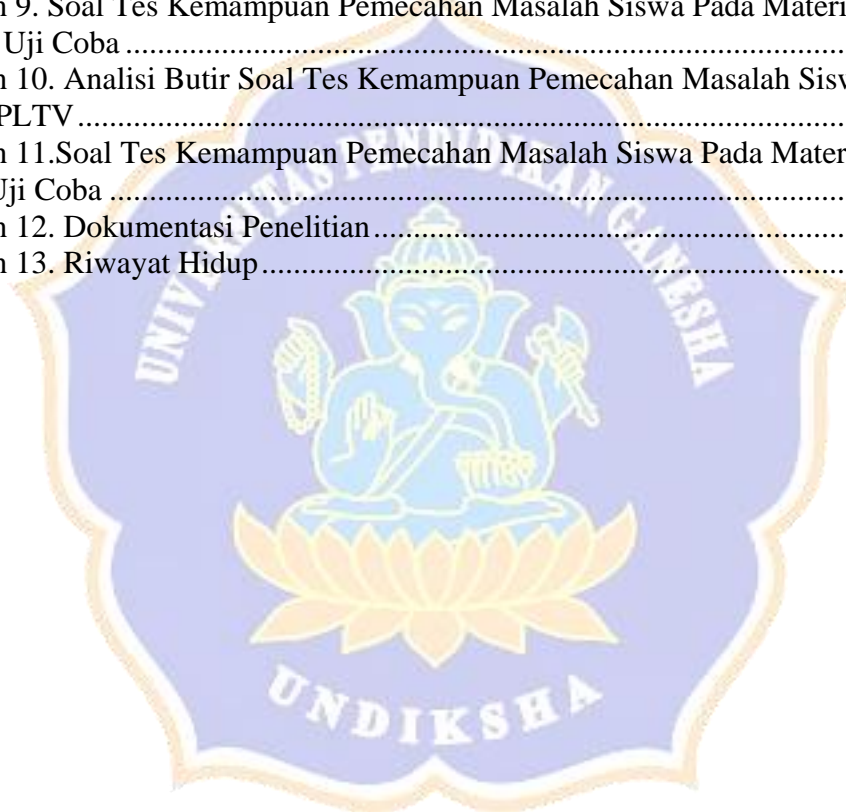 n 9. Soal Tes Kemampuan Pemecahan Masalah Siswa Pada Materi
Uji Coba ....................................................................................................
n 10. Analisi Butir Soal Tes Kemampuan Pemecahan Masalah Sisw
PLTV ....................................................................................................
n 11.Soal Tes Kemampuan Pemecahan Masalah Siswa Pada Mater
Uji Coba ....................................................................................................
n 12. Dokumentasi Penelitian ..............................................................
n 13. Riwayat Hidup ............................................................................
UNIVERSITAS PENDIDIKAN GANESHA
UNDIKSHA